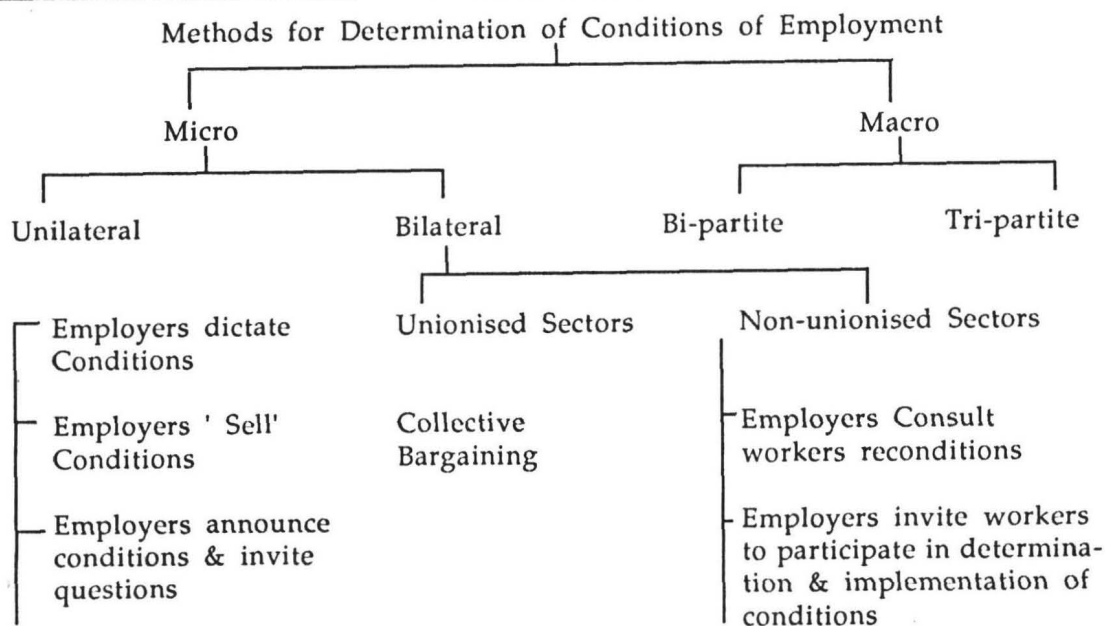 Methods for Determination of Conditions of Employment
Micro
Macro
Unilateral
Bilateral
Bi-partite
Tri-partite
Employers dictate
Conditions
Employers ' Sell'
Conditions
Employers announce
conditions & invite
questions
Unionised Sectors
Collective
Bargaining
Non-unionised Sectors
Employers Consult
workers reconditions
Employers invite workers
to participate in determina-
tion & implementation of
conditions